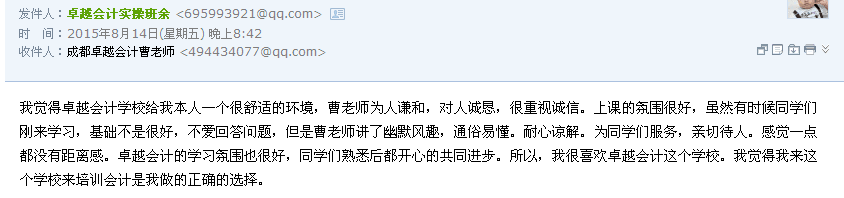 发件人：卓越会计实操班余 <695993921@qq.com>
时　间：2015年8月14日(星期五) 晚上8:42
收件人：成都卓越会计曹老师 <494434077@qq.com>
我觉得卓越会计学校给我本人一个很舒适的环境，曹老师为人谦和，对人诚恳，很重视诚信。上课的氛围很好，虽然有时候同学们
刚来学习，基础不是很好，不爱回答问题，但是曹老师讲了幽默风趣，通俗易懂。耐心谅解。为同学们服务，亲切待人。感觉一点
都没有距离感。卓越会计的学习氛围也很好，同学们熟悉后都开心的共同进步。所以，我很喜欢卓越会计这个学校。我觉得我来这
个学校来培训会计是我做的正确的选择。